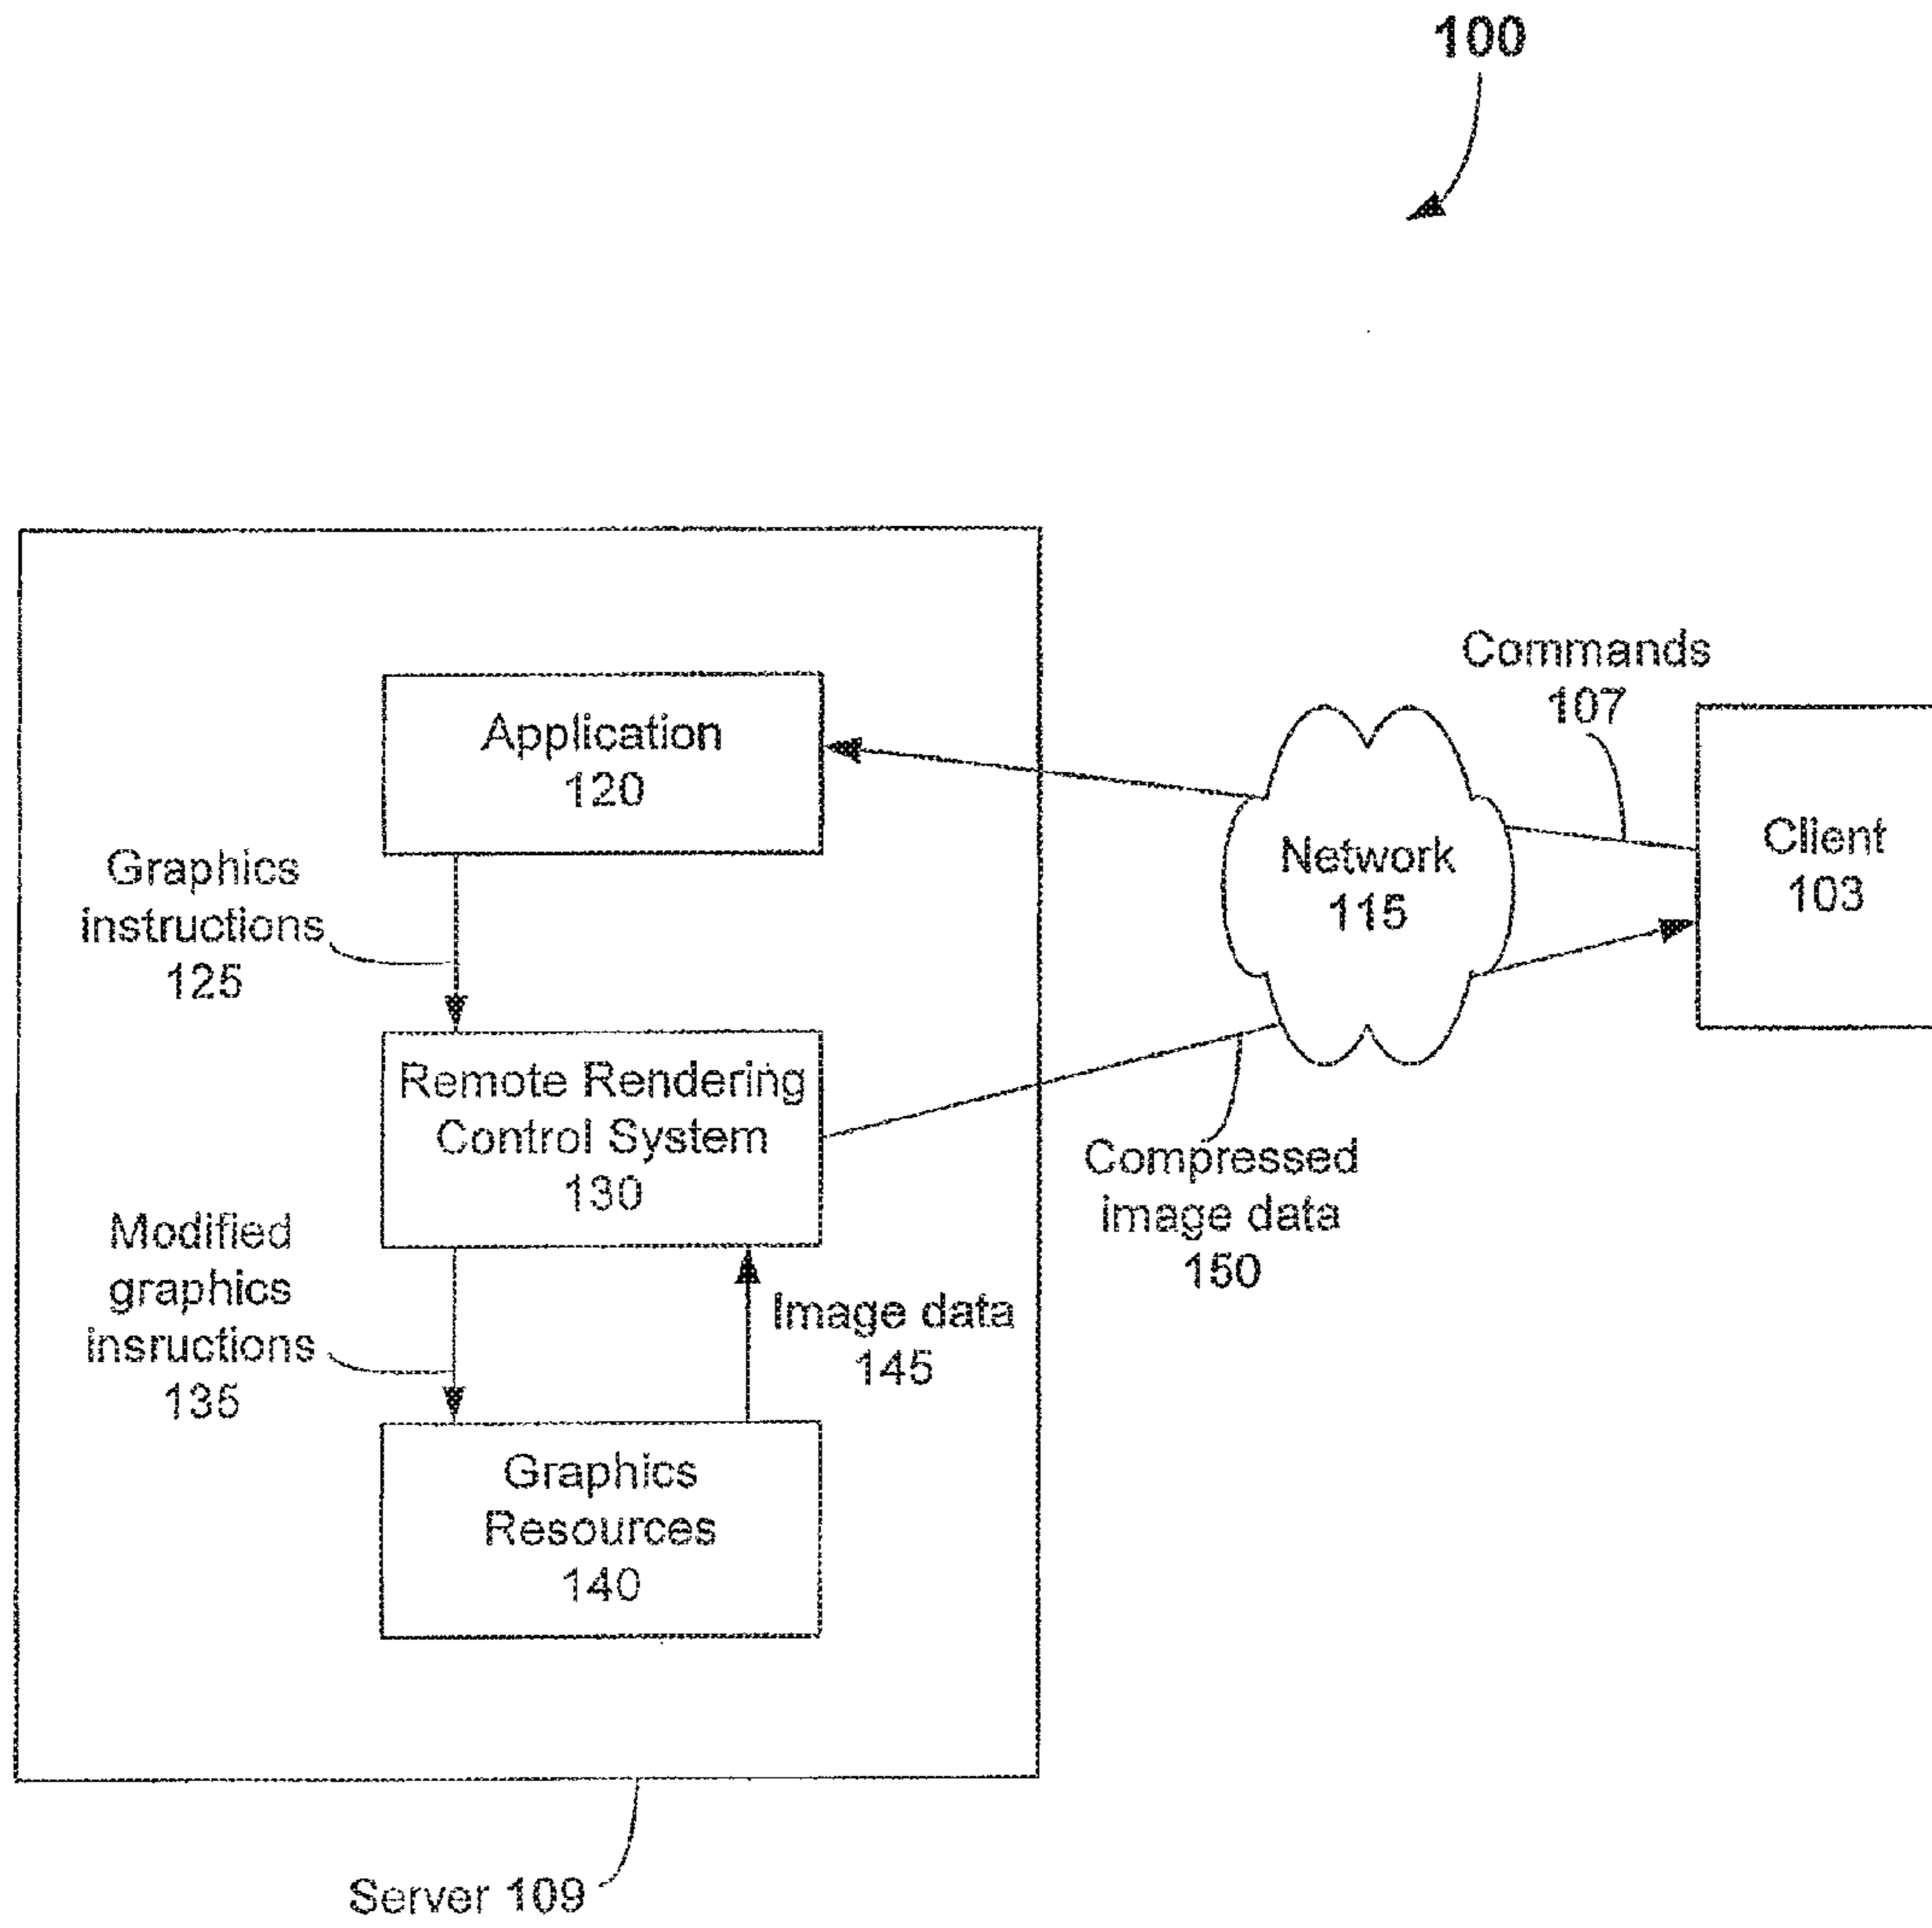 100
Commands
107
Application
120
Client
103
Network
115
Graphics
instructions
125
Remote Rendering
Control System
130
Compressed
image data
150
Modified
graphics
insructions
135
Image data
145
Graphics
Resources
140
Server 109